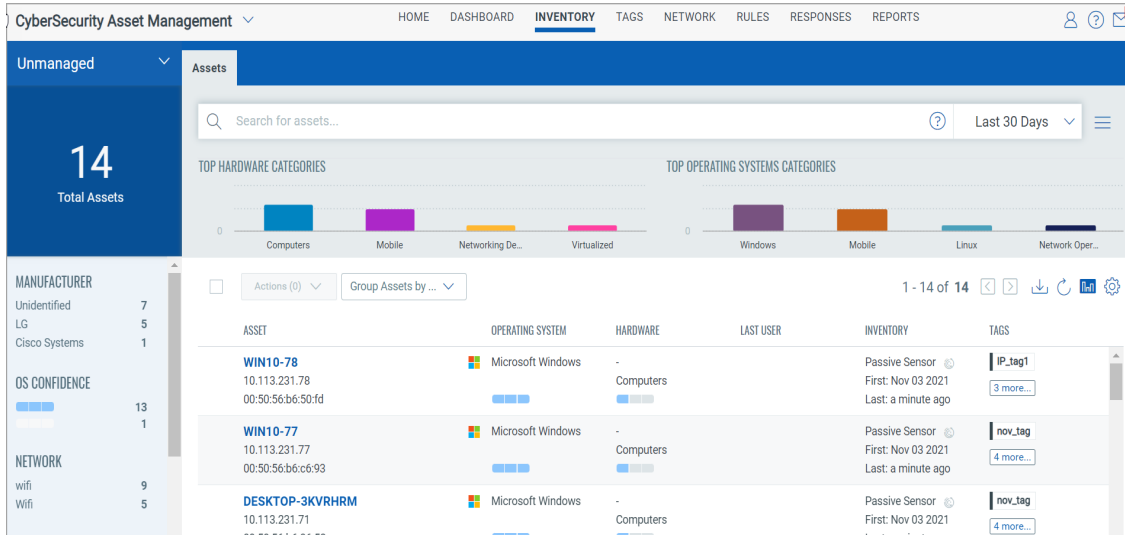 CyberSecurity Asset Management
HOME DASHBOARD INVENTORY TAGS NETWORK RULES RESPONSES REPORTS
Unmanaged
Assets
Search for assets...
Last 30 Days
14
Total Assets
TOP HARDWARE CATEGORIES
0
Computers Mobile Networking De... Virtualized
TOP OPERATING SYSTEMS CATEGORIES
0
Windows Mobile Linux Network Oper...
MANUFACTURER
Unidentified 7
LG 5
Cisco Systems 1
OS CONFIDENCE
13
1
NETWORK
wifi 9
Wifi 5
Actions (0) Group Assets by ... 1 - 14 of 14
ASSET OPERATING SYSTEM HARDWARE LAST USER INVENTORY TAGS
WIN10-78 Microsoft Windows - Passive Sensor IP_tag1
10.113.231.78 Computers First: Nov 03 2021 3 more...
00:50:56:b6:50:fd Last: a minute ago
WIN10-77 Microsoft Windows - Passive Sensor nov_tag
10.113.231.77 Computers First: Nov 03 2021 4 more...
00:50:56:b6:c6:93 Last: a minute ago
DESKTOP-3KVRHRM Microsoft Windows - Passive Sensor nov_tag
10.113.231.71 Computers First: Nov 03 2021 4 more...